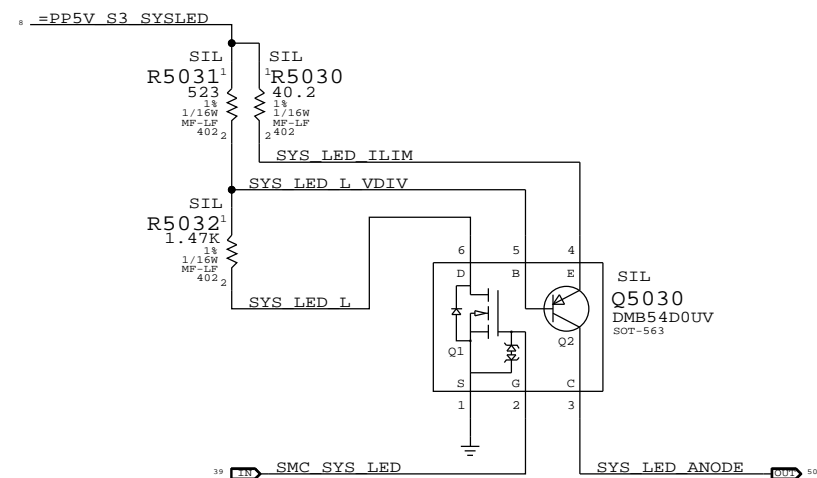 8 =PP5V_S3_SYSLED
SIL
R5031
523
1%
1/16W
MF-LF
402
1
2
SIL
R5030
40.2
1%
1/16W
MF-LF
402
1
2
SYS_LED_ILIM
SYS_LED_L_VDIV
SIL
R5032
1.47K
1%
1/16W
MF-LF
402
1
2
SYS_LED_L
6 5 4
D B E
SIL
Q5030
DMB54D0UV
SOT-563
Q1 Q2
S G C
1 2 3
39 IN SMC_SYS_LED
SYS_LED_ANODE OUT 50